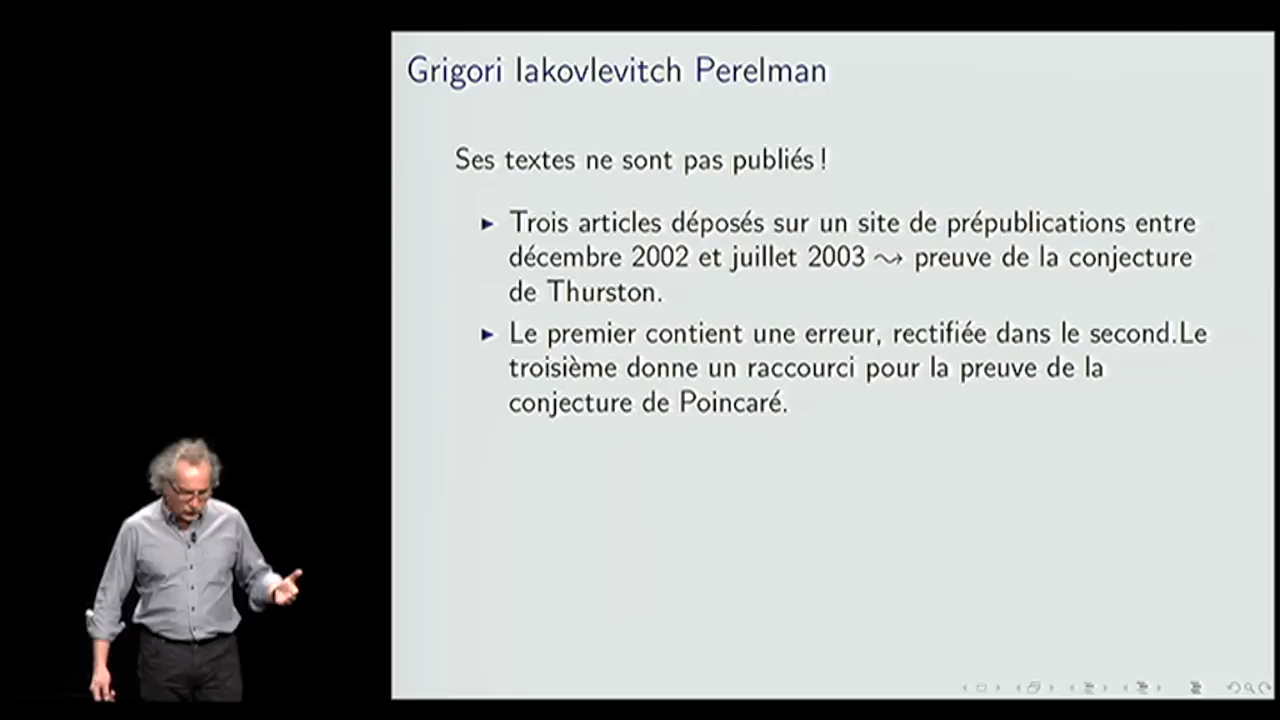 Grigori Iakovlevitch Perelman
Ses textes ne sont pas publiés !
▶ Trois articles déposés sur un site de prépublications entre
décembre 2002 et juillet 2003 ⇝ preuve de la conjecture
de Thurston.
▶ Le premier contient une erreur, rectifiée dans le second.Le
troisième donne un raccourci pour la preuve de la
conjecture de Poincaré.